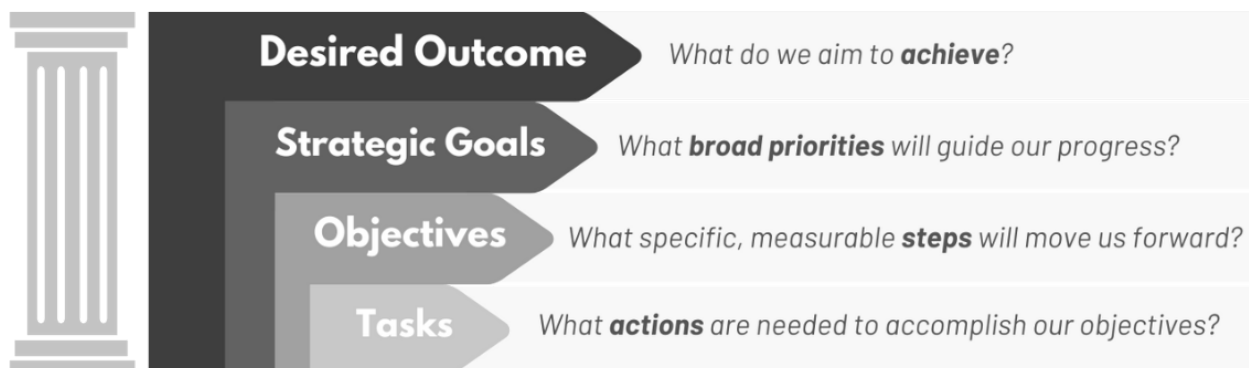 Desired Outcome What do we aim to achieve?
Strategic Goals What broad priorities will guide our progress?
Objectives What specific, measurable steps will move us forward?
Tasks What actions are needed to accomplish our objectives?